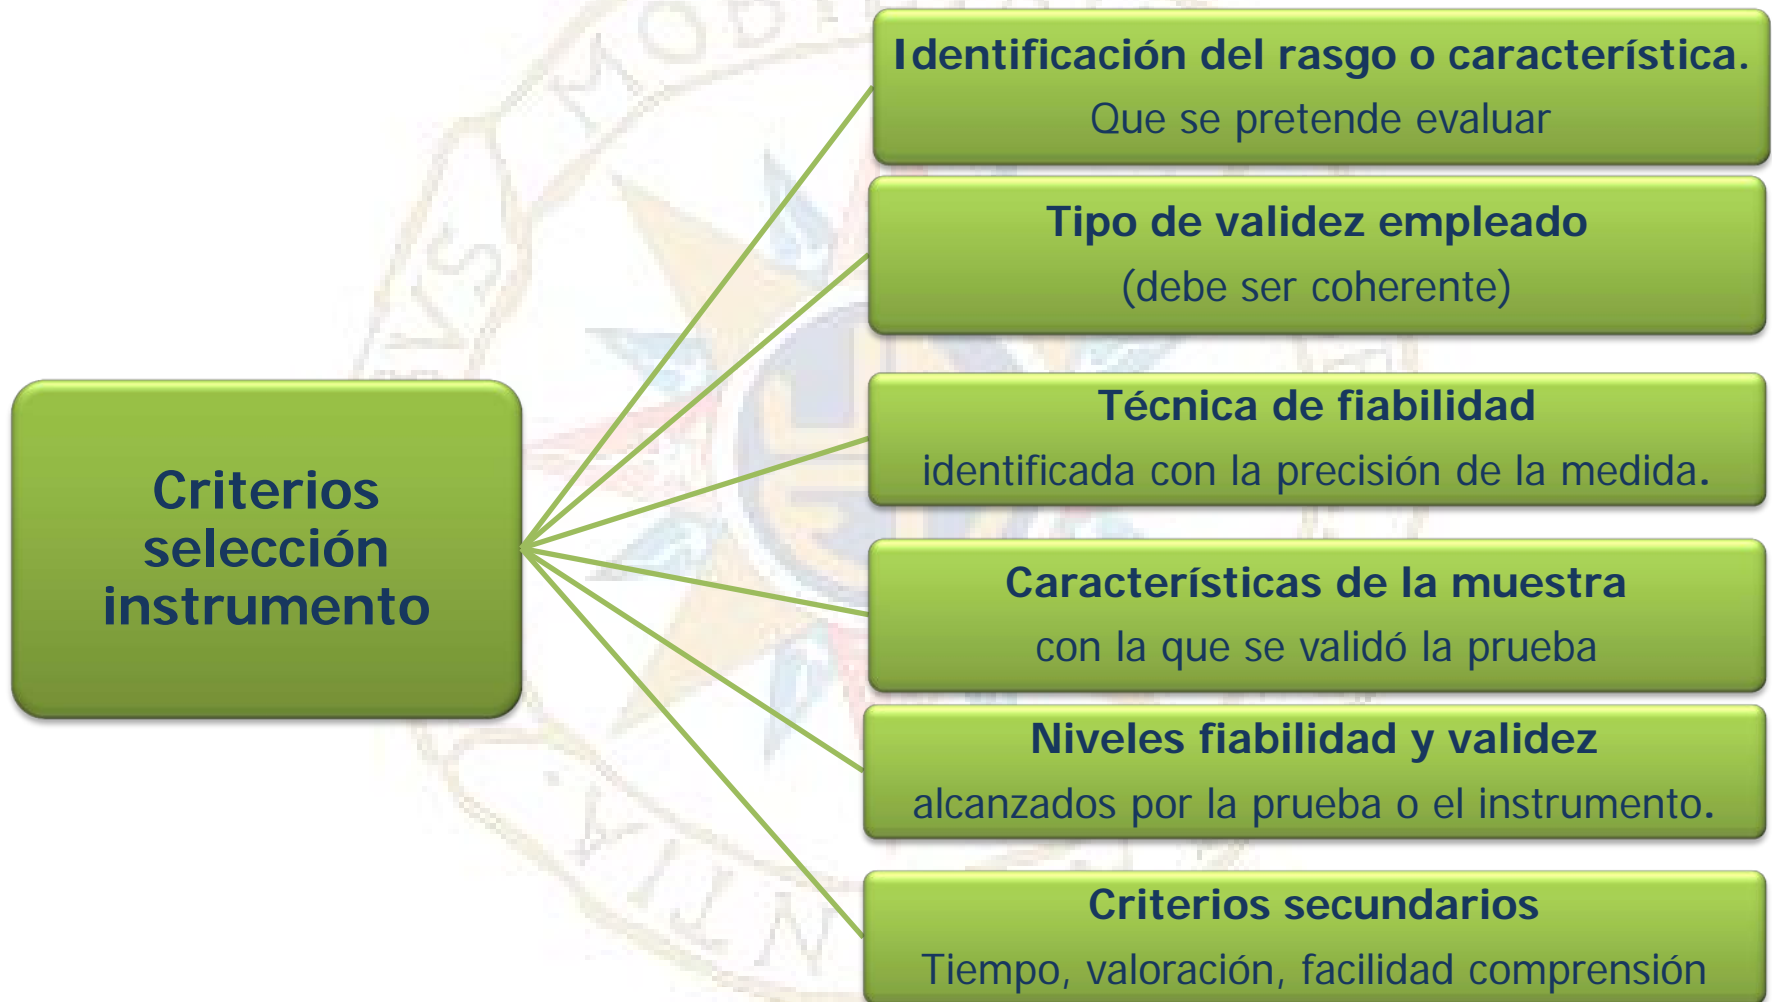 Criterios
selección
instrumento
Identificación del rasgo o característica.
Que se pretende evaluar
Tipo de validez empleado
(debe ser coherente)
Técnica de fiabilidad
identificada con la precisión de la medida.
Características de la muestra
con la que se validó la prueba
Niveles fiabilidad y validez
alcanzados por la prueba o el instrumento.
Criterios secundarios
Tiempo, valoración, facilidad comprensión